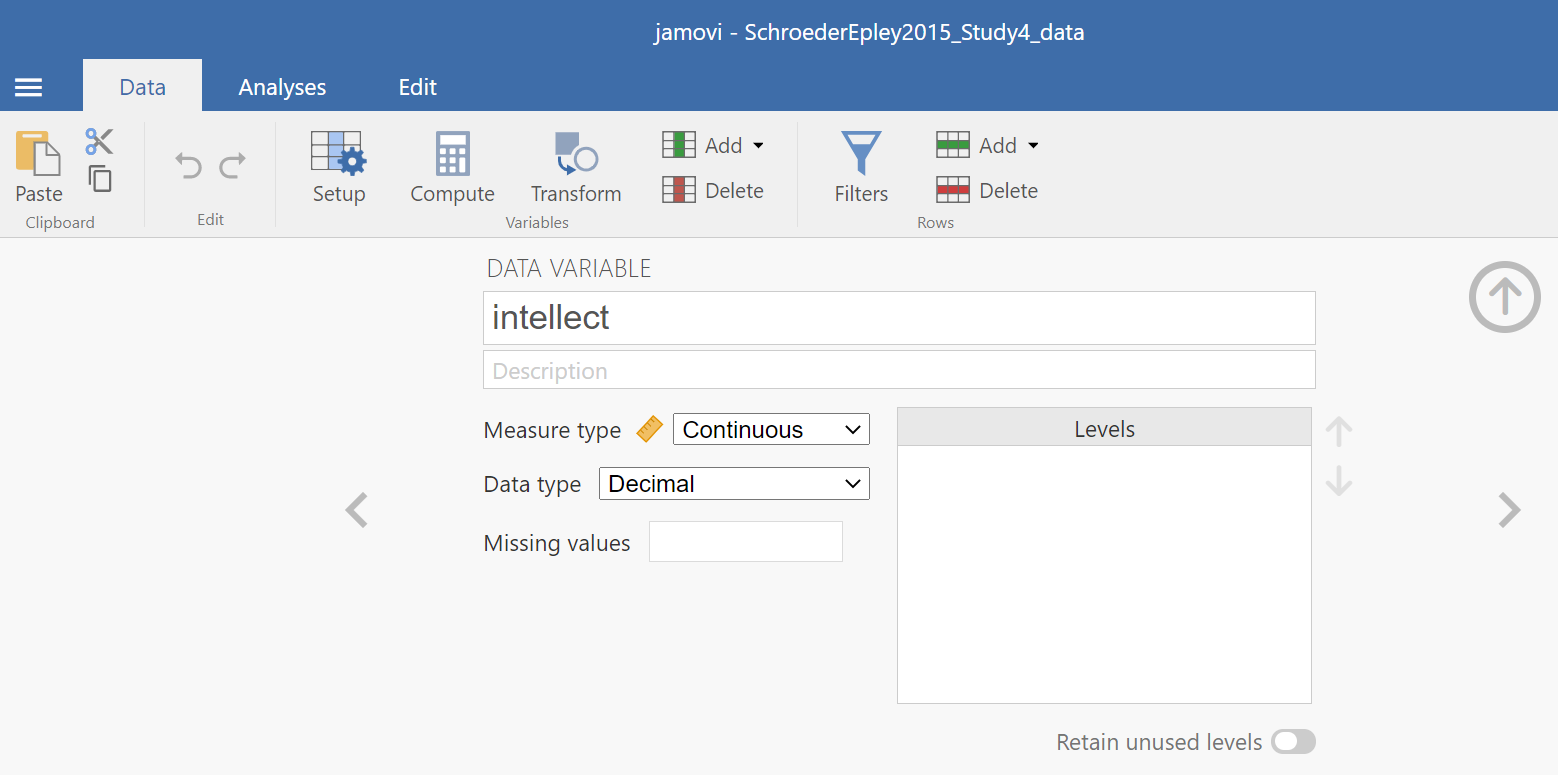 jamovi - SchroederEpley2015_Study4_data
Data Analyses Edit
Paste
Clipboard
Edit
Setup Compute Transform
Add
Delete
Variables
Filters
Add
Delete
Rows
DATA VARIABLE
intellect
Description
Measure type Continuous
Data type Decimal
Missing values
Levels
Retain unused levels